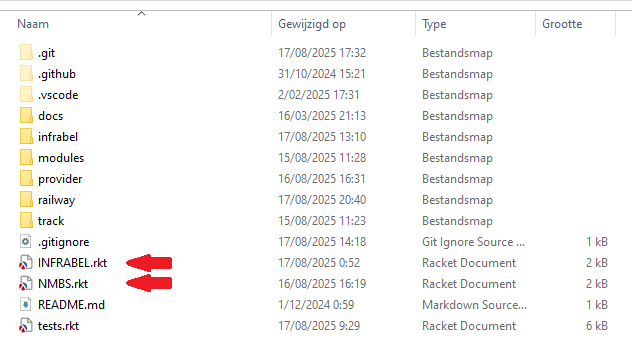 Naam Gewijzigd op Type Grootte
.git 17/08/2025 17:32 Bestandsmap
.github 31/10/2024 15:21 Bestandsmap
.vscode 2/02/2025 17:31 Bestandsmap
docs 16/03/2025 21:13 Bestandsmap
infrabel 17/08/2025 13:10 Bestandsmap
modules 15/08/2025 11:28 Bestandsmap
provider 16/08/2025 16:31 Bestandsmap
railway 17/08/2025 20:40 Bestandsmap
track 15/08/2025 11:23 Bestandsmap
.gitignore 17/08/2025 14:18 Git Ignore Source ... 1 kB
INFRABEL.rkt 17/08/2025 0:52 Racket Document 2 kB
NMBS.rkt 16/08/2025 16:19 Racket Document 2 kB
README.md 1/12/2024 0:59 Markdown Source... 1 kB
tests.rkt 17/08/2025 9:29 Racket Document 6 kB